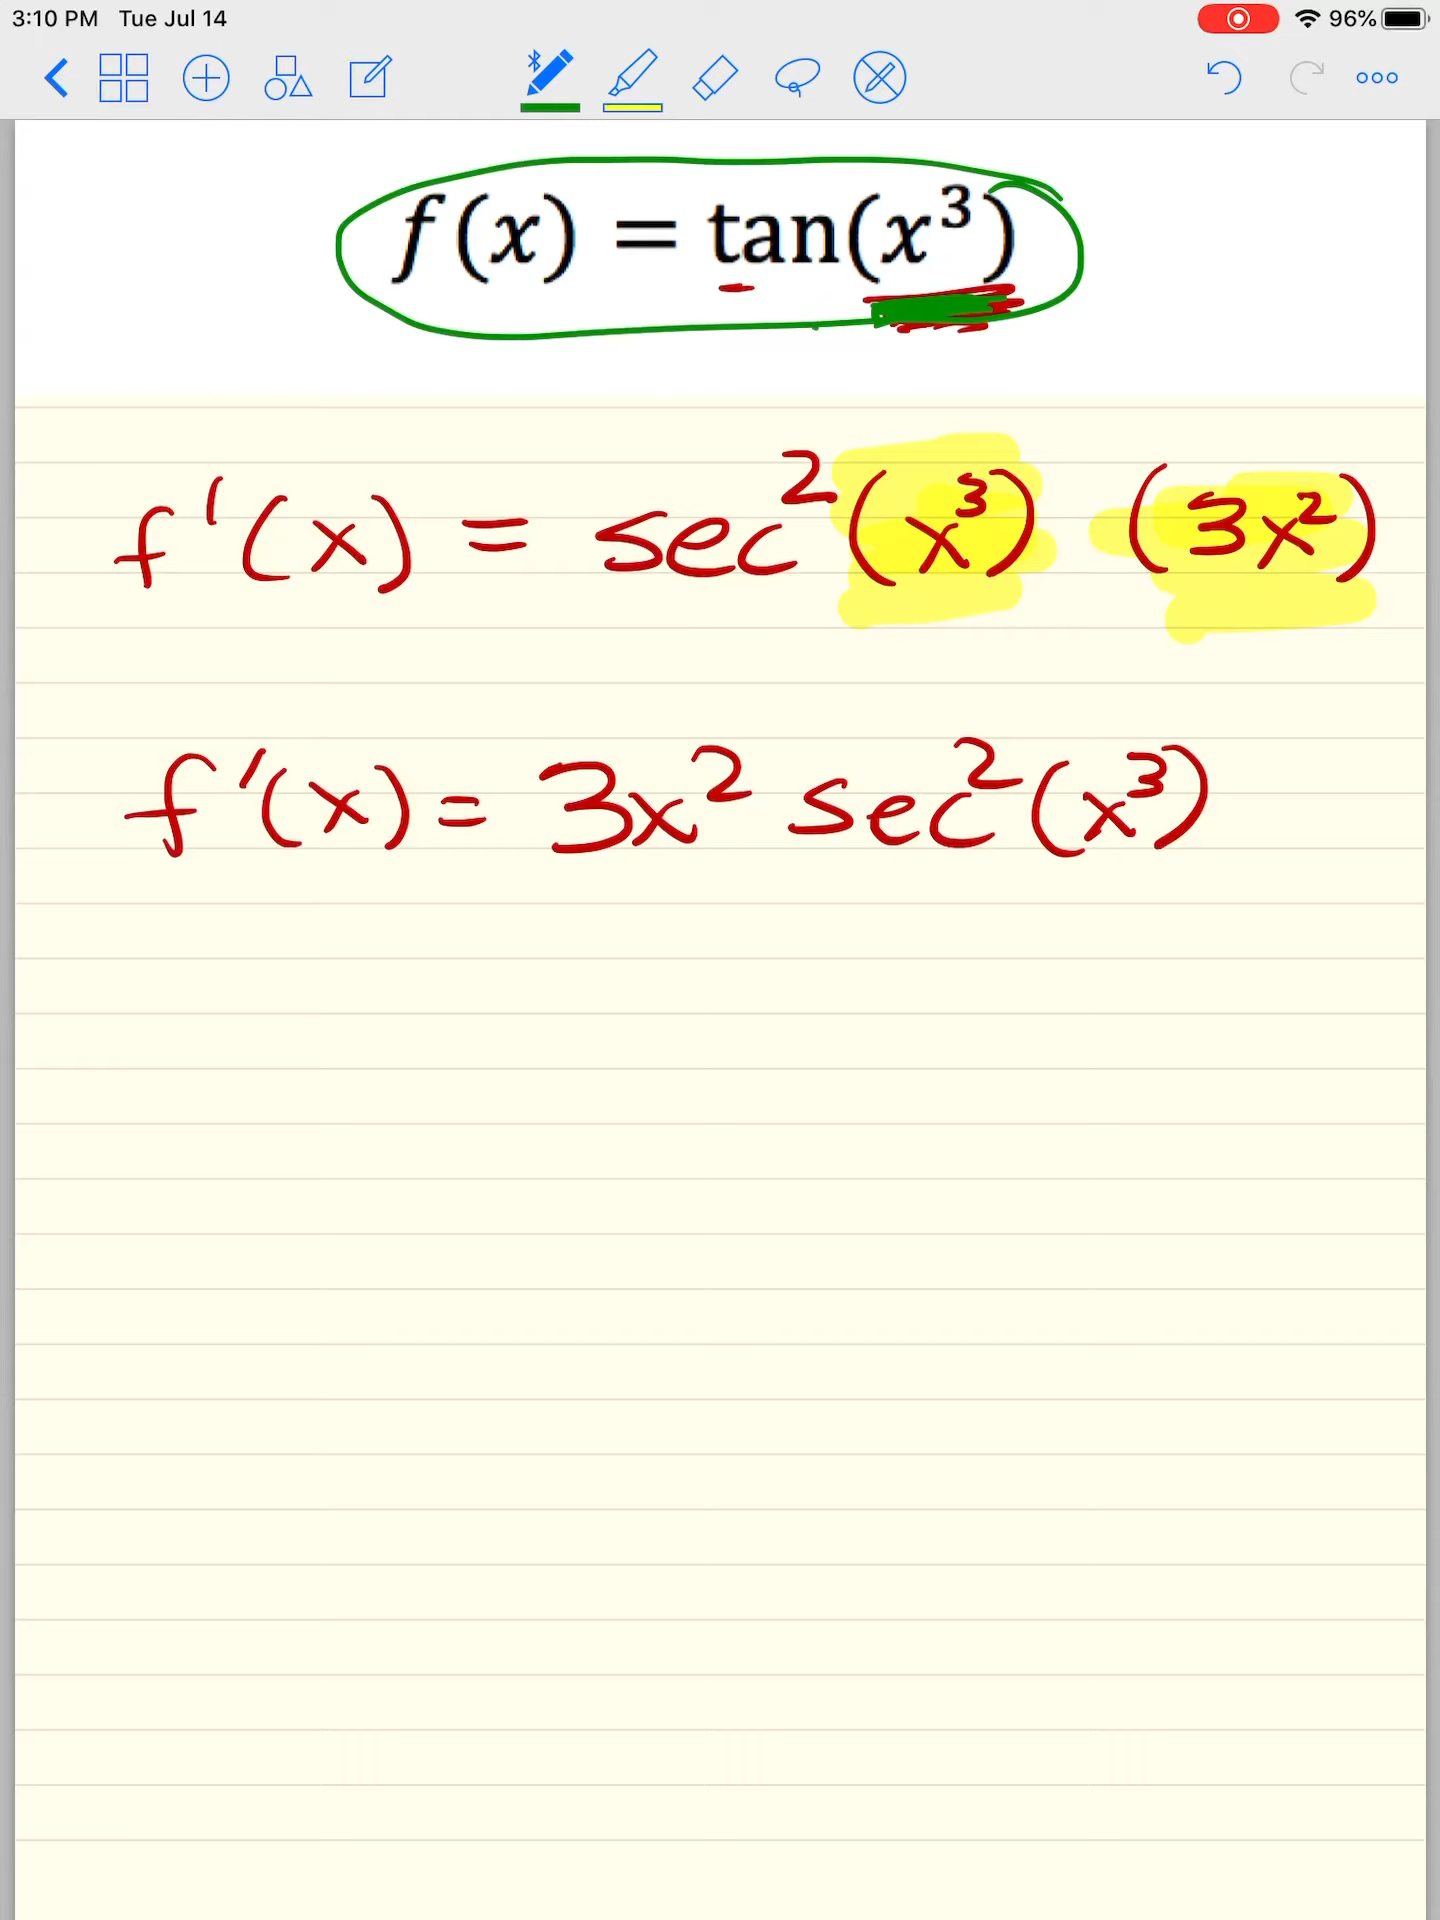 3:10 PM Tue Jul 14 96%
f(x) = tan(x³)
f'(x) = sec²(x³) (3x²)
f'(x) = 3x² sec²(x³)